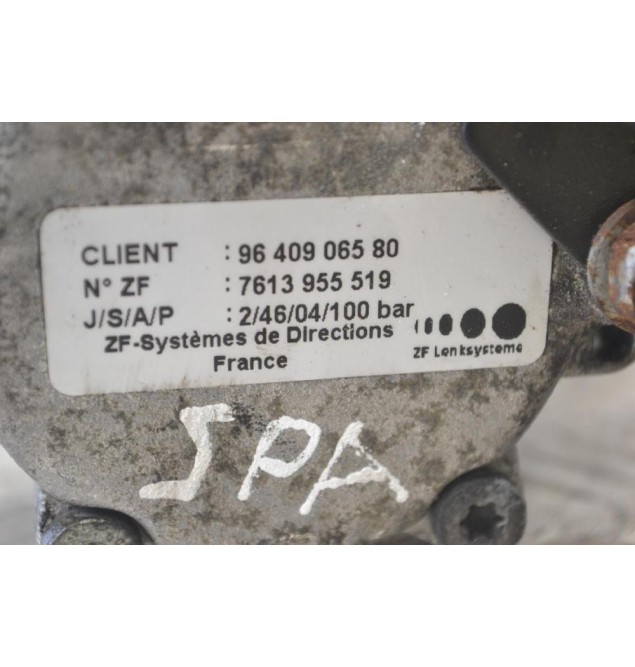 CLIENT : 96 409 065 80
N° ZF : 7613 955 519
J/S/A/P : 2/46/04/100 bar
ZF-Systèmes de Directions
France
ZF Lenksysteme
SPA